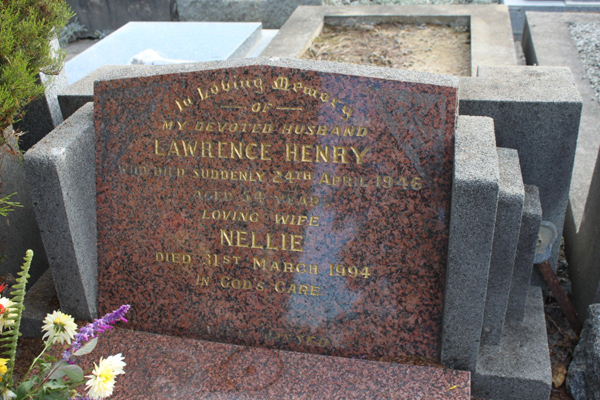 In Loving Memory
OF
MY DEVOTED HUSBAND
LAWRENCE HENRY
WHO DIED SUDDENLY 24TH APRIL 1946
AGED
LOVING WIFE
NELLIE
DIED 31ST MARCH 1994
IN GOD'S CARE